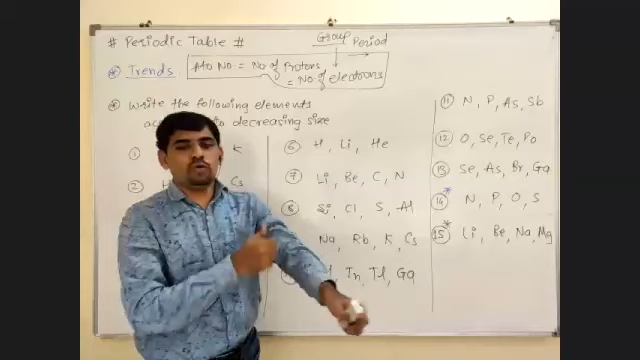 # Periodic Table #
Group
Period
* Trends
Ato No. = No of Protons
= No of electrons
* Write the following elements
to decreasing size
① K
② H Cs
⑥ H, Li, He
⑦ Li, Be, C, N
⑧ Si, Cl, S, Al
Na, Rb, K, Cs
In, Tl, Ga
⑪ N, P, As, Sb
⑫ O, Se, Te, Po
⑬ Se, As, Br, Ga
⑭* N, P, O, S
⑮* Li, Be, Na, Mg